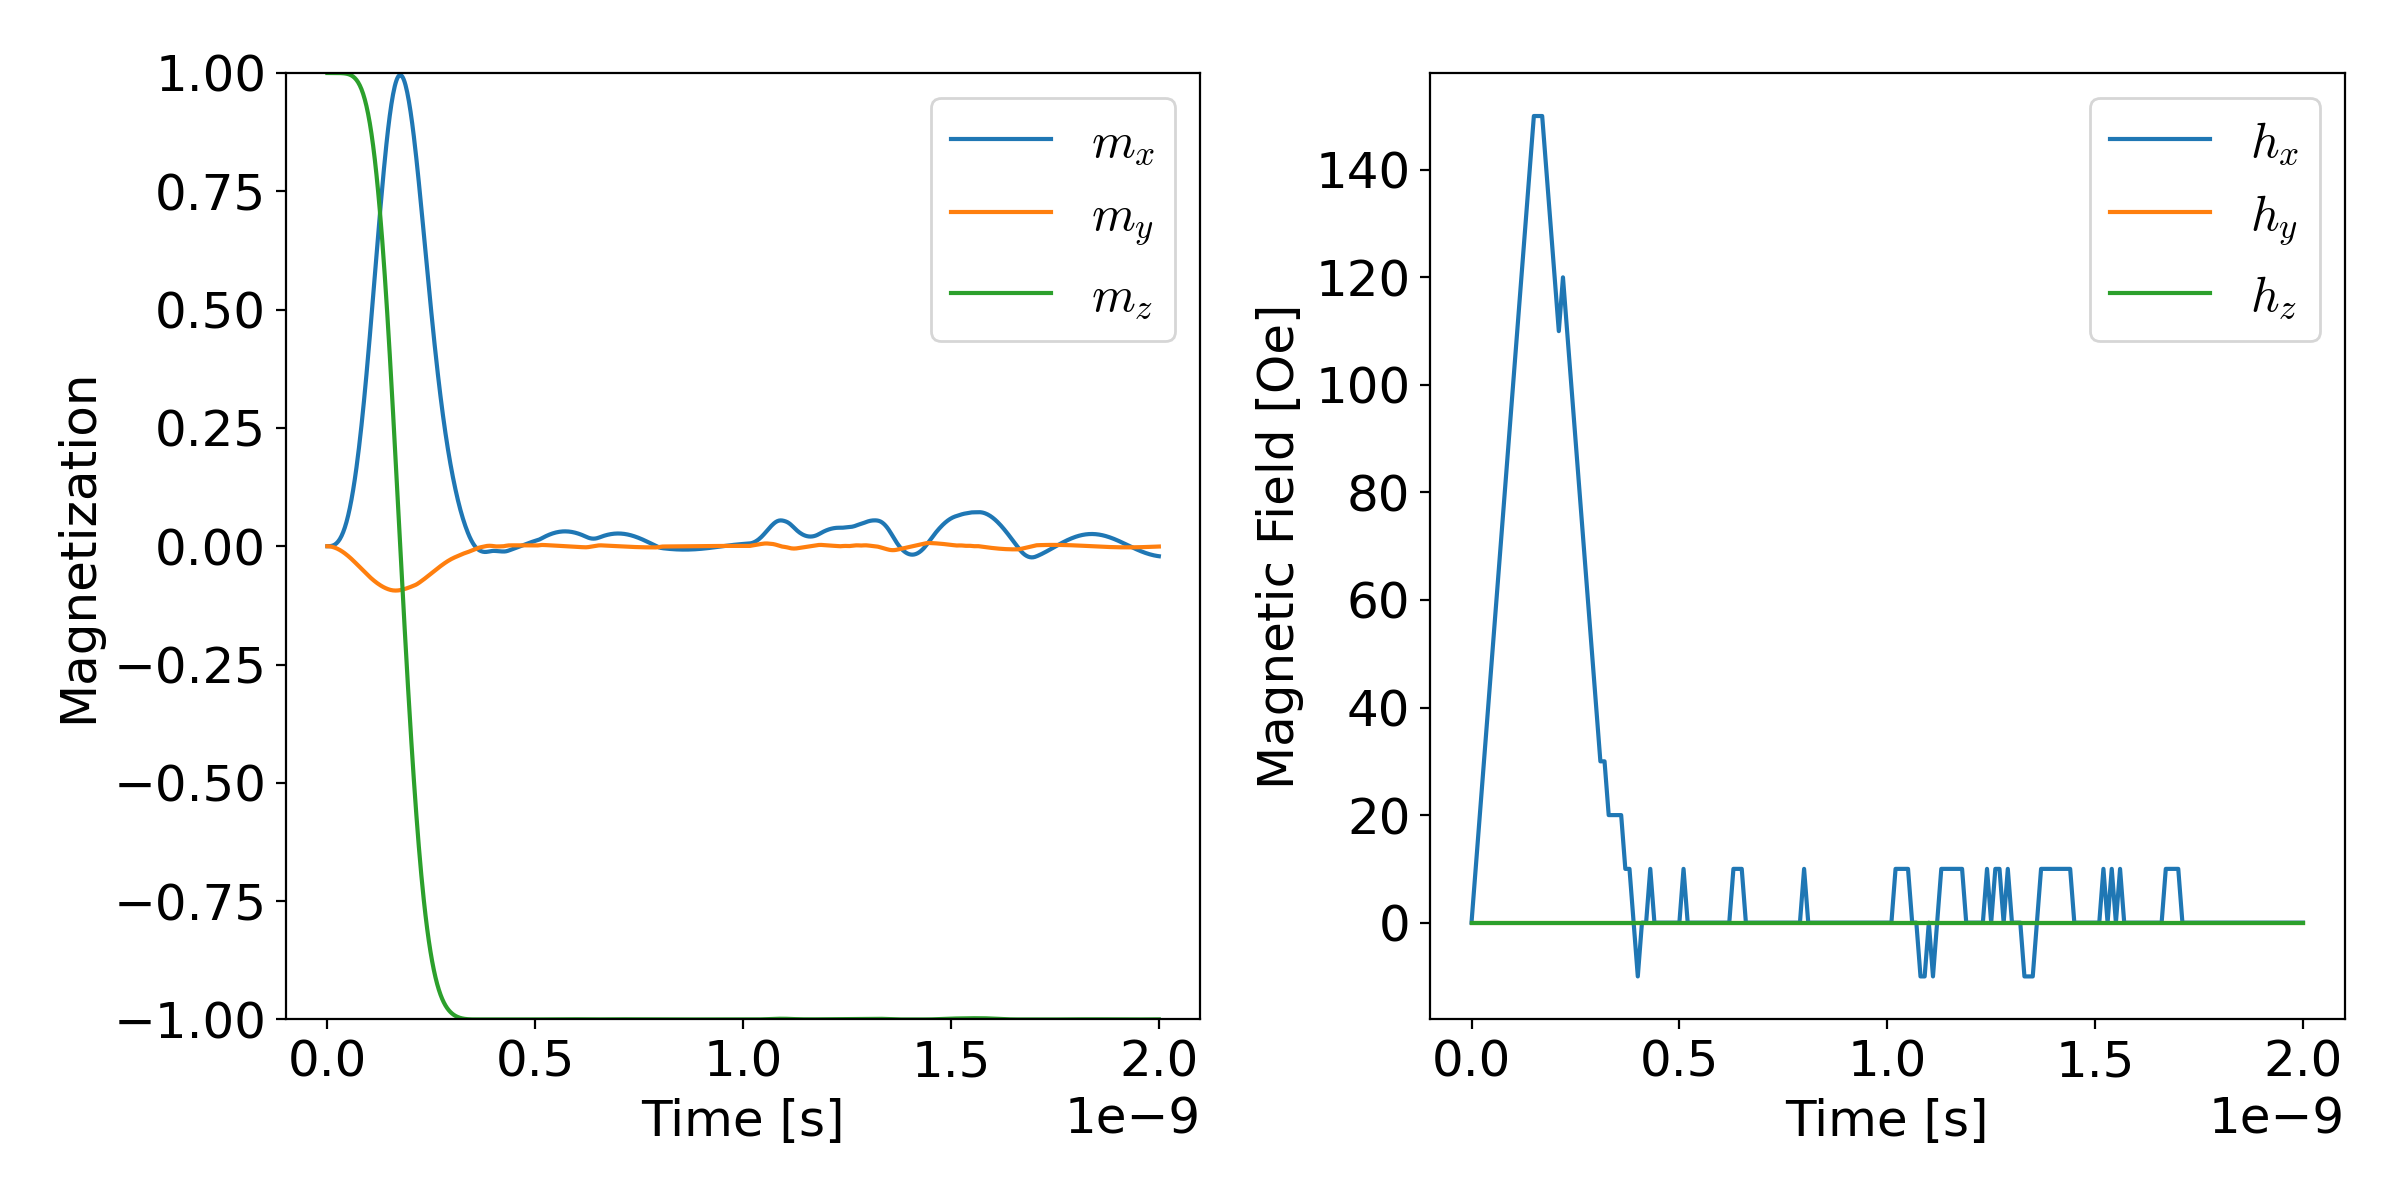 1.00
0.75
0.50
0.25
0.00
−0.25
−0.50
−0.75
−1.00
Magnetization
0.0 0.5 1.0 1.5 2.0
Time [s]
1e−9
m_x
m_y
m_z
140
120
100
80
60
40
20
0
Magnetic Field [Oe]
0.0 0.5 1.0 1.5 2.0
Time [s]
1e−9
h_x
h_y
h_z